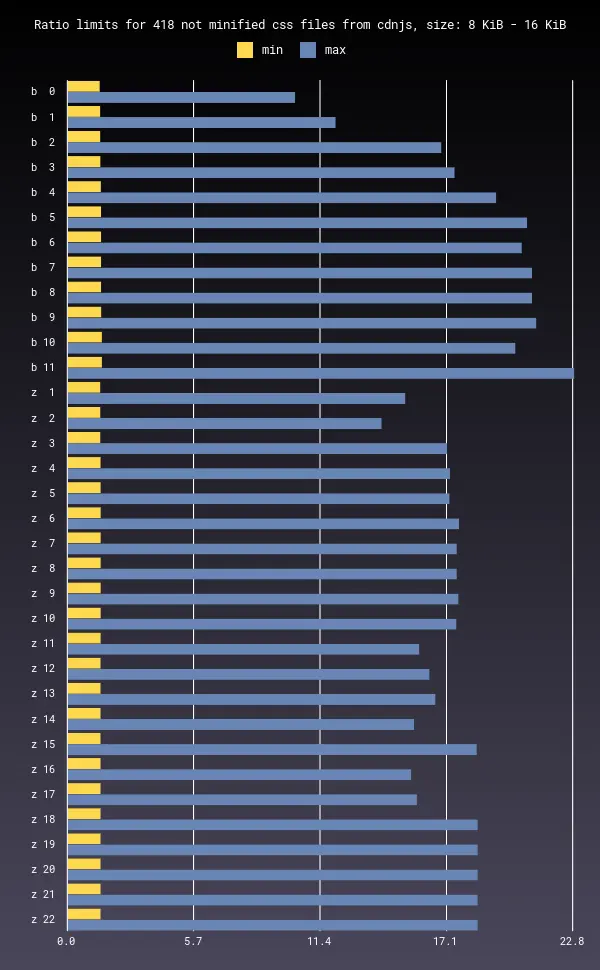 Ratio limits for 418 not minified css files from cdnjs, size: 8 KiB - 16 KiB
min max
b 0
b 1
b 2
b 3
b 4
b 5
b 6
b 7
b 8
b 9
b 10
b 11
z 1
z 2
z 3
z 4
z 5
z 6
z 7
z 8
z 9
z 10
z 11
z 12
z 13
z 14
z 15
z 16
z 17
z 18
z 19
z 20
z 21
z 22
0.0 5.7 11.4 17.1 22.8